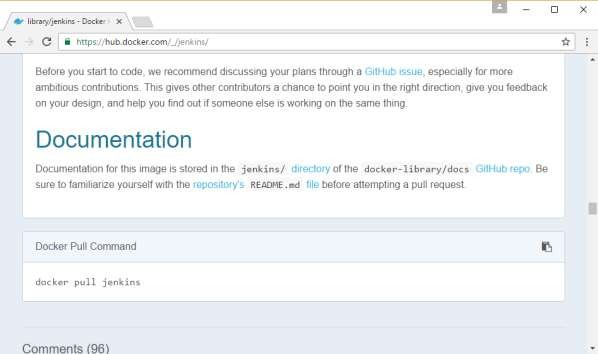 library/jenkins - Docker
https://hub.docker.com/_/jenkins/
Before you start to code, we recommend discussing your plans through a GitHub issue, especially for more
ambitious contributions. This gives other contributors a chance to point you in the right direction, give you feedback
on your design, and help you find out if someone else is working on the same thing.
Documentation
Documentation for this image is stored in the jenkins/ directory of the docker-library/docs GitHub repo. Be
sure to familiarize yourself with the repository's README.md file before attempting a pull request.
Docker Pull Command
docker pull jenkins
Comments (96)